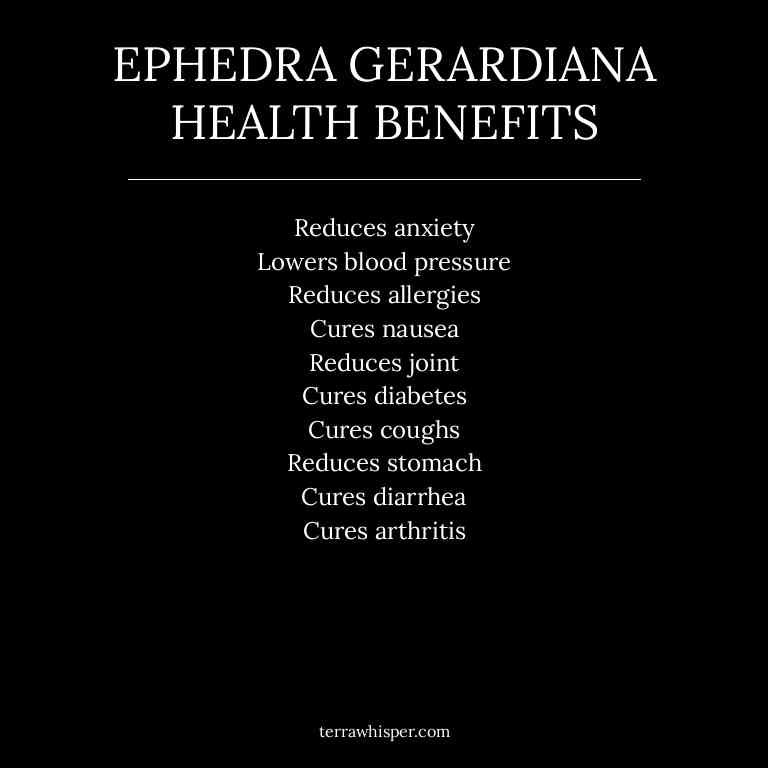 EPHEDRA GERARDIANA
HEALTH BENEFITS
Reduces anxiety
Lowers blood pressure
Reduces allergies
Cures nausea
Reduces joint
Cures diabetes
Cures coughs
Reduces stomach
Cures diarrhea
Cures arthritis
terrawhisper.com